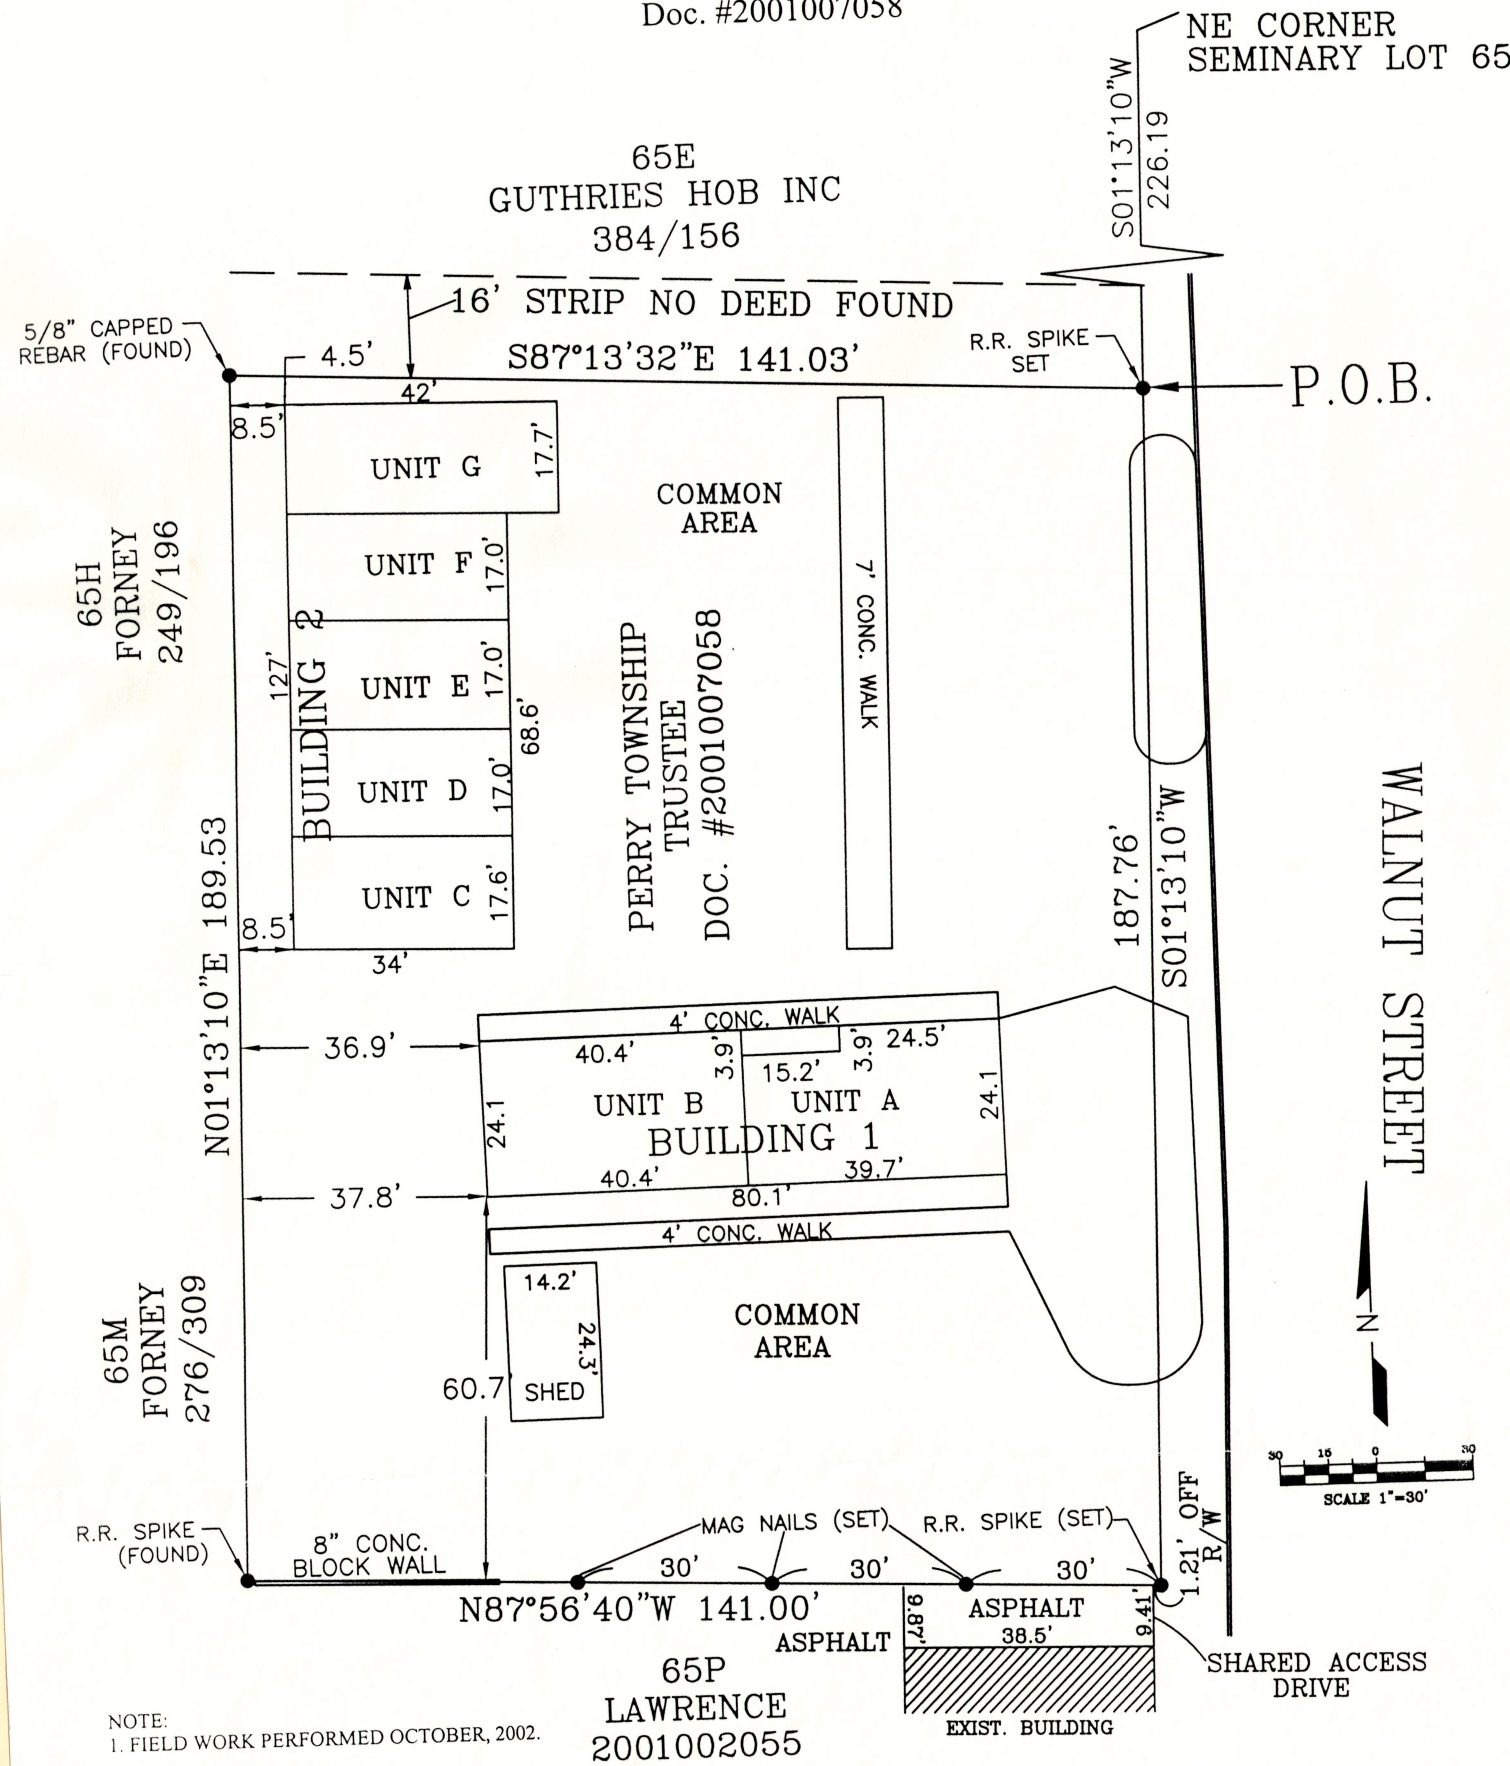 Doc. #2001007058
NE CORNER
SEMINARY LOT 65
S01°13'10"W
226.19
65E
GUTHRIES HOB INC
384/156
16' STRIP NO DEED FOUND
5/8" CAPPED
REBAR (FOUND)
4.5'
S87°13'32"E 141.03'
R.R. SPIKE
SET
P.O.B.
42'
8.5'
UNIT G
17.7'
COMMON
AREA
UNIT F
17.0'
7' CONC. WALK
65H
FORNEY
249/196
127'
BUILDING 2
UNIT E
17.0'
68.6'
UNIT D
17.0'
PERRY TOWNSHIP
TRUSTEE
DOC. #2001007058
UNIT C
17.6'
8.5'
34'
N01°13'10"E 189.53
187.76'
S01°13'10"W
WALNUT STREET
4' CONC. WALK
36.9'
40.4'
3.9'
15.2'
3.9'
24.5'
24.1
UNIT B
UNIT A
24.1
BUILDING 1
40.4'
39.7'
37.8'
80.1'
4' CONC. WALK
14.2'
24.3'
SHED
60.7'
COMMON
AREA
65M
FORNEY
276/309
N
30 15 0 30
SCALE 1"=30'
R.R. SPIKE
(FOUND)
8" CONC.
BLOCK WALL
MAG NAILS (SET)
R.R. SPIKE (SET)
30'
30'
30'
1.21' OFF
R/W
N87°56'40"W 141.00'
ASPHALT
9.87'
ASPHALT
38.5'
9.41'
SHARED ACCESS
DRIVE
65P
LAWRENCE
2001002055
EXIST. BUILDING
NOTE:
1. FIELD WORK PERFORMED OCTOBER, 2002.